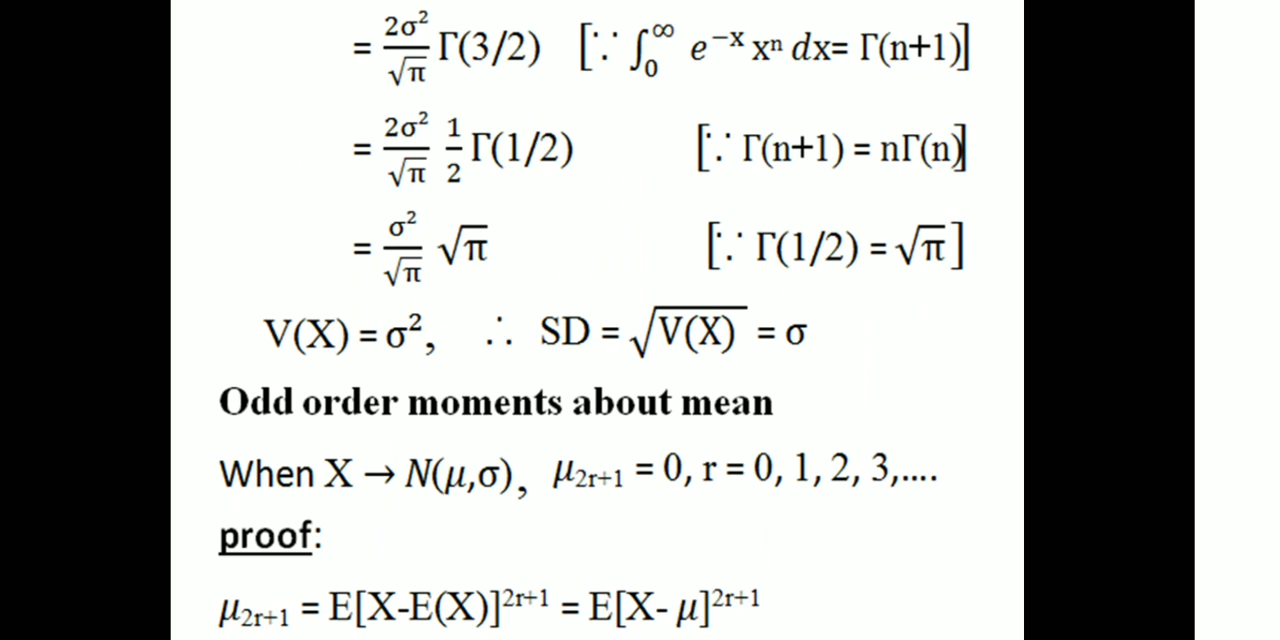 = 2σ²/√π Γ(3/2) [∵ ∫₀^∞ e⁻ˣ xⁿ dx= Γ(n+1)]
= 2σ²/√π 1/2 Γ(1/2) [∵ Γ(n+1) = nΓ(n)]
= σ²/√π √π [∵ Γ(1/2) = √π ]
V(X) = σ², ∴ SD = √V(X) = σ
Odd order moments about mean
When X → N(μ,σ), μ₂ᵣ₊₁ = 0, r = 0, 1, 2, 3,....
proof:
μ₂ᵣ₊₁ = E[X-E(X)]²ʳ⁺¹ = E[X- μ]²ʳ⁺¹